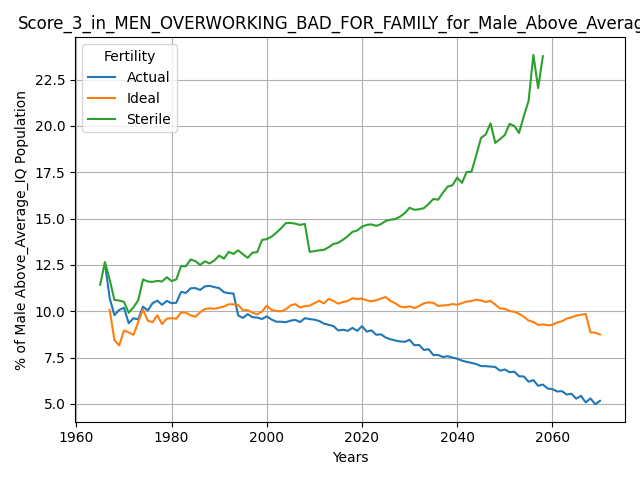 Score_3_in_MEN_OVERWORKING_BAD_FOR_FAMILY_for_Male_Above_Averag
Fertility
Actual
Ideal
Sterile
% of Male Above_Average_IQ Population
22.5
20.0
17.5
15.0
12.5
10.0
7.5
5.0
1960 1980 2000 2020 2040 2060
Years